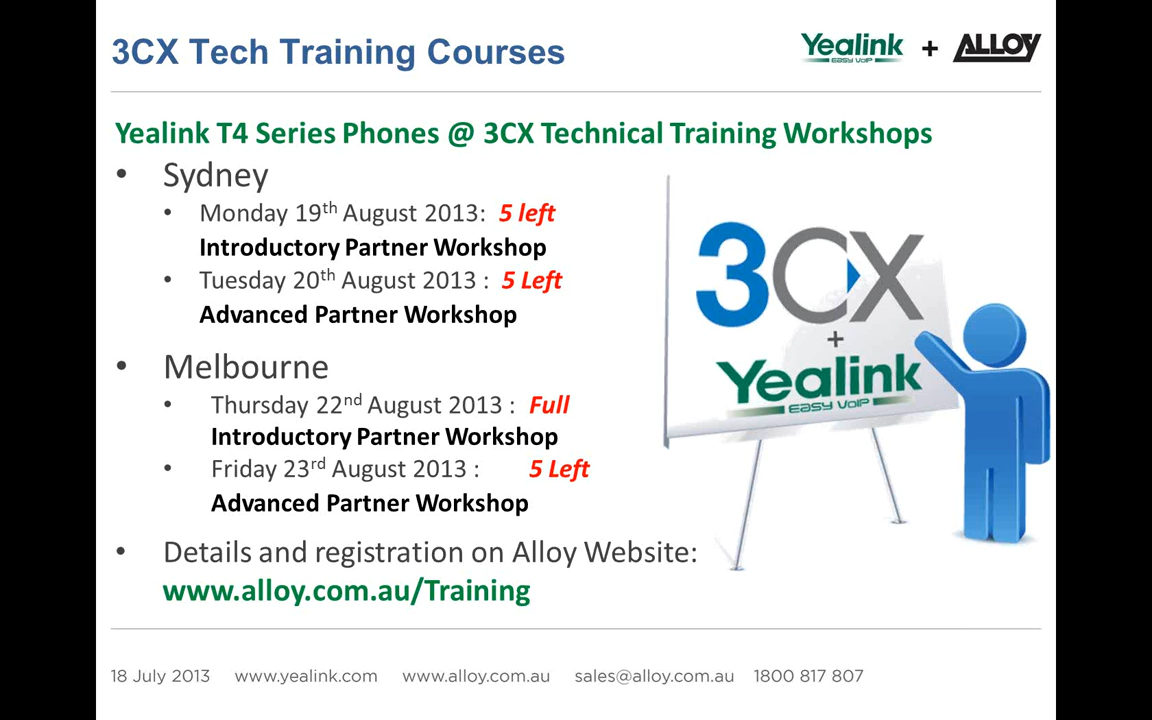 3CX Tech Training Courses
Yealink + ALLOY
EASY VoIP
Yealink T4 Series Phones @ 3CX Technical Training Workshops
• Sydney
• Monday 19th August 2013: 5 left
Introductory Partner Workshop
• Tuesday 20th August 2013 : 5 Left
Advanced Partner Workshop
• Melbourne
• Thursday 22nd August 2013 : Full
Introductory Partner Workshop
• Friday 23rd August 2013 : 5 Left
Advanced Partner Workshop
• Details and registration on Alloy Website:
www.alloy.com.au/Training
3CX
+
Yealink
EASY VoIP
18 July 2013 www.yealink.com www.alloy.com.au sales@alloy.com.au 1800 817 807